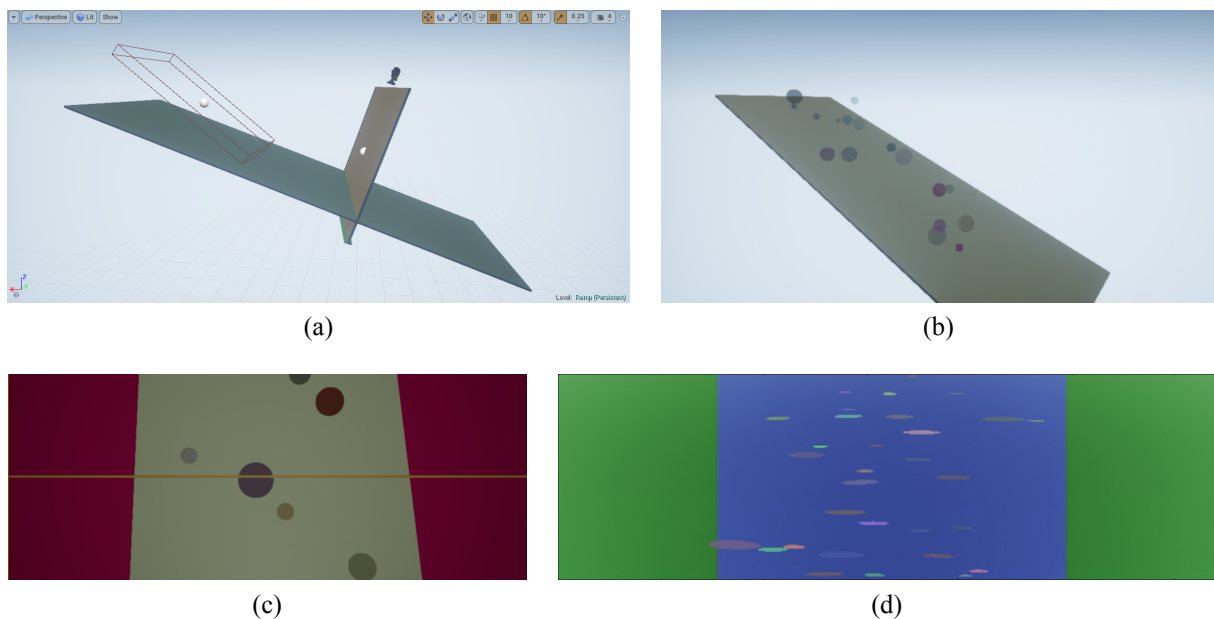 Perspective Lit Show 10 10° 0.25 4
Z
Y
Level: Ramp (Persistent)
(a)
(b)
(c)
(d)